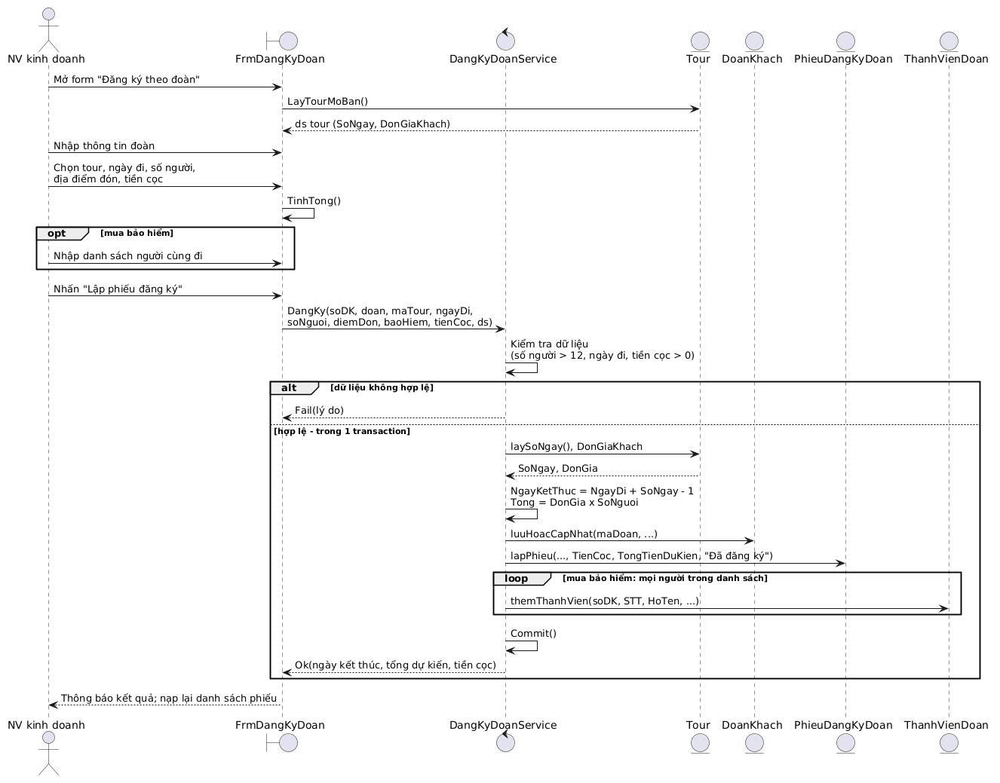 NV kinh doanh
FrmDangKyDoan
DangKyDoanService
Tour
DoanKhach
PhieuDangKyDoan
ThanhVienDoan
Mở form "Đăng ký theo đoàn"
LayTourMoBan()
ds tour (SoNgay, DonGiaKhach)
Nhập thông tin đoàn
Chọn tour, ngày đi, số người,
địa điểm đón, tiền cọc
TinhTong()
opt [mua bảo hiểm]
Nhập danh sách người cùng đi
Nhấn "Lập phiếu đăng ký"
DangKy(soDK, doan, maTour, ngayDi,
soNguoi, diemDon, baoHiem, tienCoc, ds)
Kiểm tra dữ liệu
(số người > 12, ngày đi, tiền cọc > 0)
alt [dữ liệu không hợp lệ]
Fail(lý do)
[hợp lệ - trong 1 transaction]
laySoNgay(), DonGiaKhach
SoNgay, DonGia
NgayKetThuc = NgayDi + SoNgay - 1
Tong = DonGia x SoNguoi
luuHoacCapNhat(maDoan, ...)
lapPhieu(..., TienCoc, TongTienDuKien, "Đã đăng ký")
loop [mua bảo hiểm: mọi người trong danh sách]
themThanhVien(soDK, STT, HoTen, ...)
Commit()
Ok(ngày kết thúc, tổng dự kiến, tiền cọc)
Thông báo kết quả; nạp lại danh sách phiếu
NV kinh doanh
FrmDangKyDoan
DangKyDoanService
Tour
DoanKhach
PhieuDangKyDoan
ThanhVienDoan